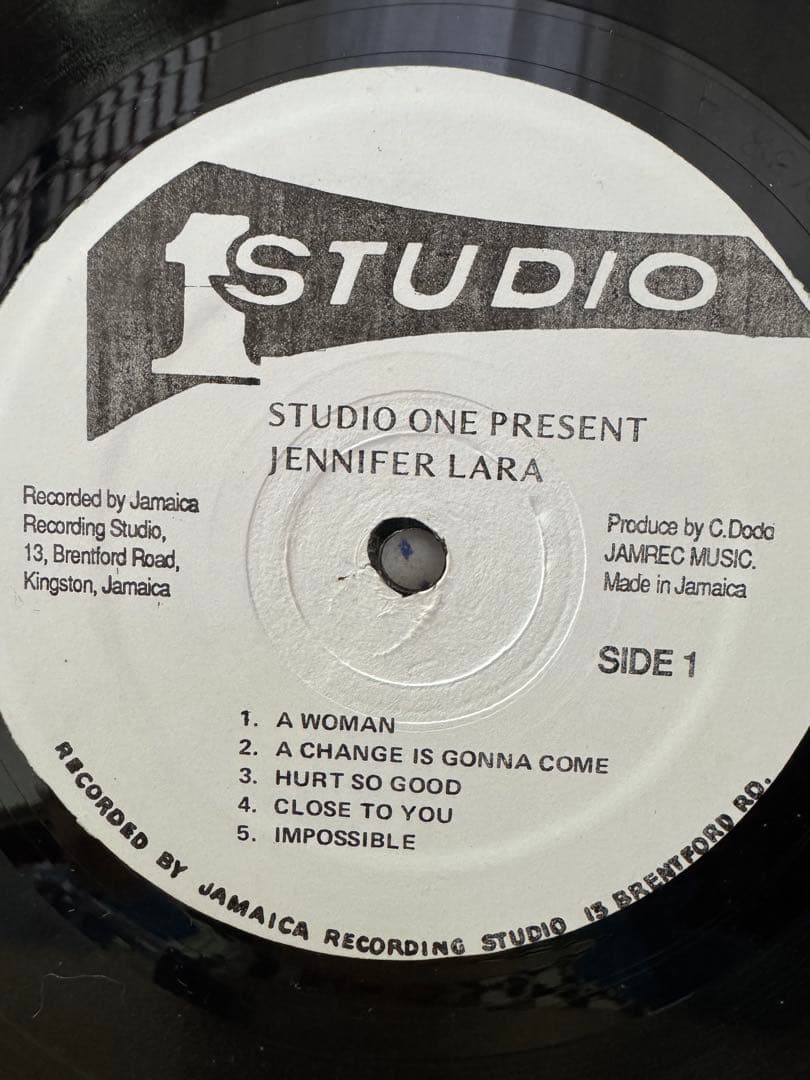 1 STUDIO
STUDIO ONE PRESENT
JENNIFER LARA
Recorded by Jamaica
Recording Studio,
13, Brentford Road,
Kingston, Jamaica
Produce by C.Dodd
JAMREC MUSIC.
Made in Jamaica
SIDE 1
1. A WOMAN
2. A CHANGE IS GONNA COME
3. HURT SO GOOD
4. CLOSE TO YOU
5. IMPOSSIBLE
RECORDED BY JAMAICA RECORDING STUDIO 13 BRENTFORD RD.